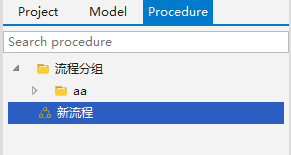 Project Model Procedure
Search procedure
流程分组
aa
新流程